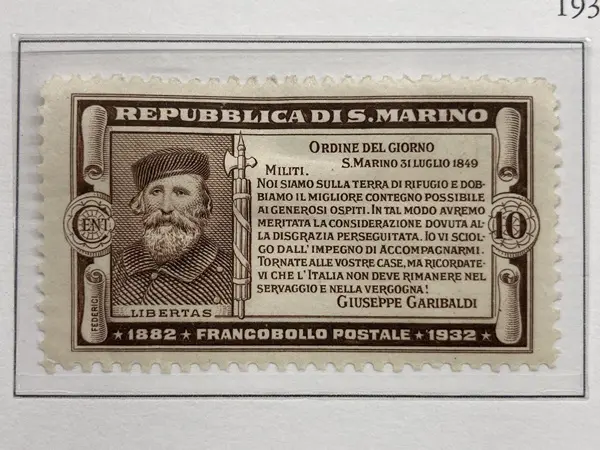 193
REPUBBLICA DI S. MARINO
ORDINE DEL GIORNO
S. MARINO 31 LUGLIO 1849
MILITI.
NOI SIAMO SULLA TERRA DI RIFUGIO E DOB-
BIAMO IL MIGLIORE CONTEGNO POSSIBILE
AI GENEROSI OSPITI. IN TAL MODO AVREMO
MERITATA LA CONSIDERAZIONE DOVUTA AL-
LA DISGRAZIA PERSEGUITATA. IO VI SCIOL-
GO DALL'IMPEGNO DI ACCOMPAGNARMI.
TORNATE ALLE VOSTRE CASE, MA RICORDATE-
VI CHE L'ITALIA NON DEVE RIMANERE NEL
SERVAGGIO E NELLA VERGOGNA!
GIUSEPPE GARIBALDI
CENT
10
LIBERTAS
FEDERICI
★ 1882 ★ FRANCOBOLLO POSTALE ★ 1932 ★